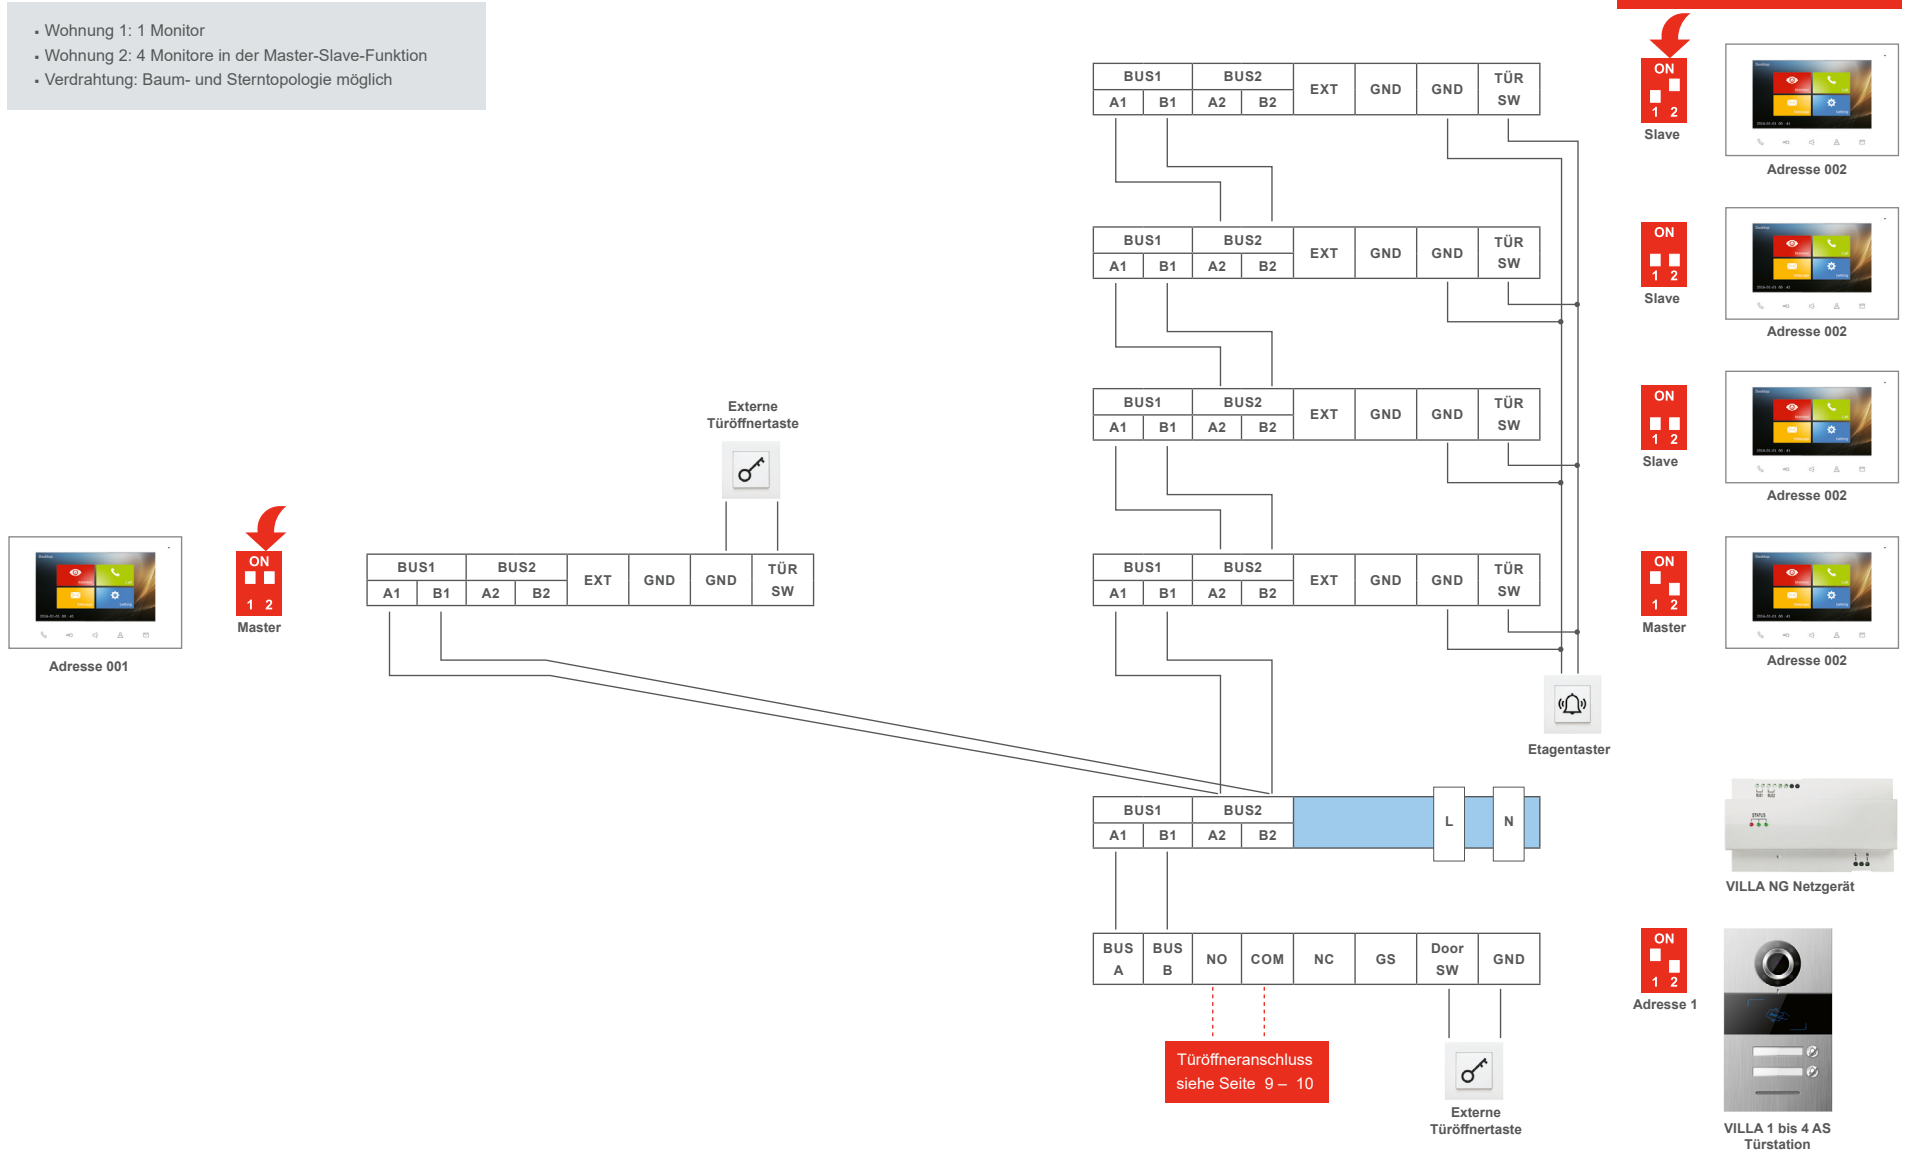 ▪ Wohnung 1: 1 Monitor
▪ Wohnung 2: 4 Monitore in der Master-Slave-Funktion
▪ Verdrahtung: Baum- und Sterntopologie möglich
BUS1 BUS2 EXT GND GND TÜR SW
A1 B1 A2 B2
ON
1 2
Slave
Adresse 002
BUS1 BUS2 EXT GND GND TÜR SW
A1 B1 A2 B2
ON
1 2
Slave
Adresse 002
BUS1 BUS2 EXT GND GND TÜR SW
A1 B1 A2 B2
ON
1 2
Slave
Adresse 002
Externe
Türöffnertaste
Adresse 001
ON
1 2
Master
BUS1 BUS2 EXT GND GND TÜR SW
A1 B1 A2 B2
BUS1 BUS2 EXT GND GND TÜR SW
A1 B1 A2 B2
ON
1 2
Master
Adresse 002
Etagentaster
BUS1 BUS2 L N
A1 B1 A2 B2
BUS1 BUS2
STATUS
L N
VILLA NG Netzgerät
BUS A BUS B NO COM NC GS Door SW GND
ON
1 2
Adresse 1
Türöffneranschluss
siehe Seite 9 – 10
Externe
Türöffnertaste
VILLA 1 bis 4 AS
Türstation